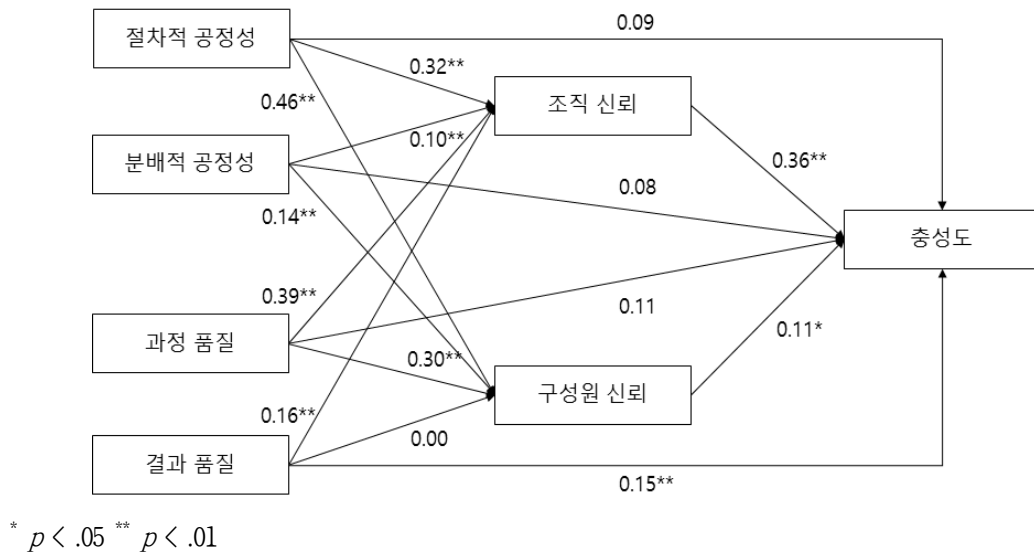 절차적 공정성
0.09
0.32**
0.46**
조직 신뢰
분배적 공정성
0.10**
0.36**
0.08
0.14**
충성도
0.39**
과정 품질
0.11
0.11*
0.30**
구성원 신뢰
0.16**
0.00
결과 품질
0.15**
* p < .05 ** p < .01